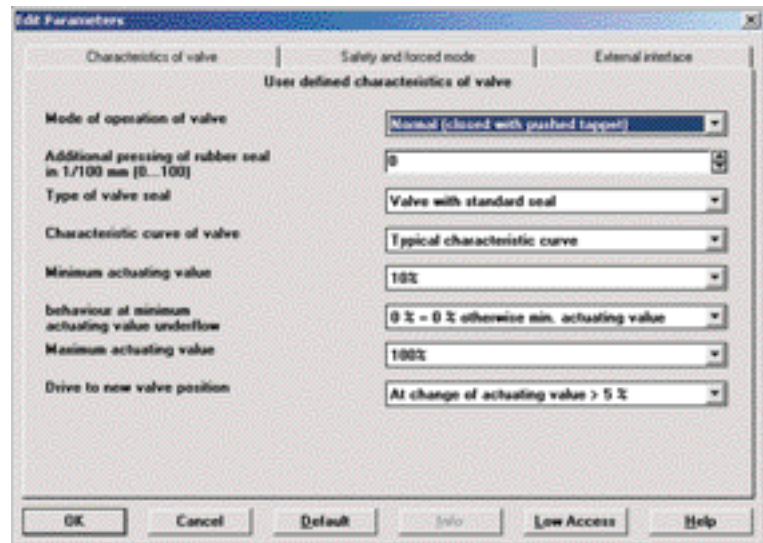 Edit Parameters
Characteristics of valve
Safety and forced mode
External interface
User defined characteristics of valve
Mode of operation of valve
Normal (closed with pushed tappet)
Additional pressing of rubber seal
in 1/100 mm (0...100)
0
Type of valve seal
Valve with standard seal
Characteristic curve of valve
Typical characteristic curve
Minimum actuating value
10%
behaviour at minimum
actuating value underflow
0 % = 0 % otherwise min. actuating value
Maximum actuating value
100%
Drive to new valve position
At change of actuating value > 5 %
OK
Cancel
Default
Info
Low Access
Help